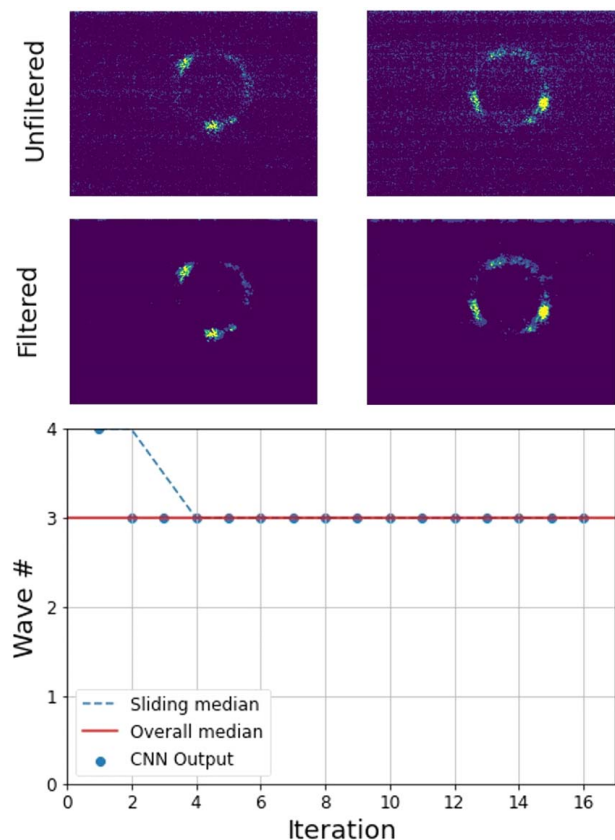 Unfiltered
Filtered
4
3
2
1
0
Wave #
Sliding median
Overall median
CNN Output
0 2 4 6 8 10 12 14 16
Iteration